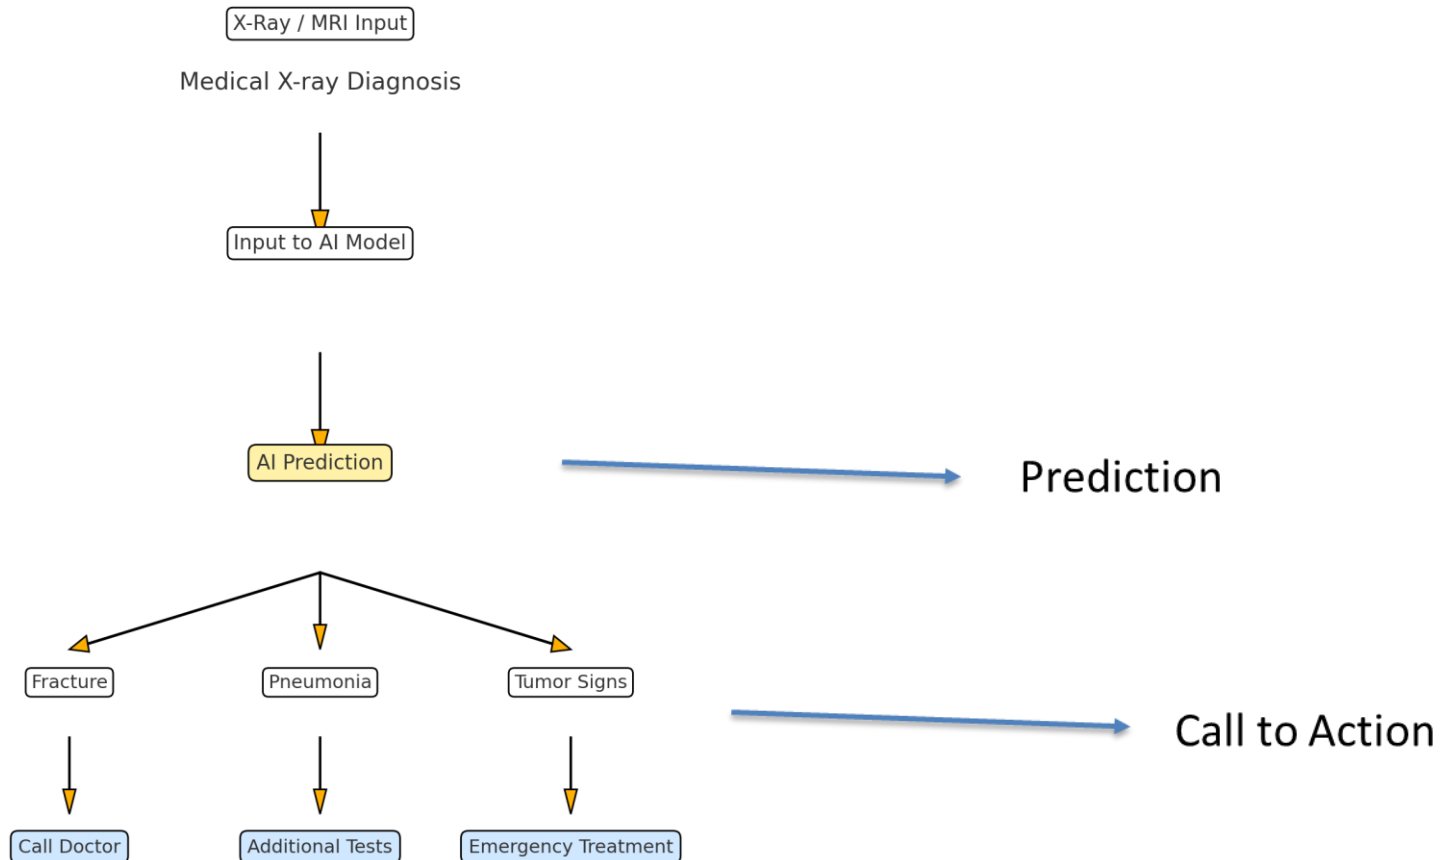 X-Ray / MRI Input
Medical X-ray Diagnosis
Input to AI Model
AI Prediction
Prediction
Fracture
Pneumonia
Tumor Signs
Call to Action
Call Doctor
Additional Tests
Emergency Treatment